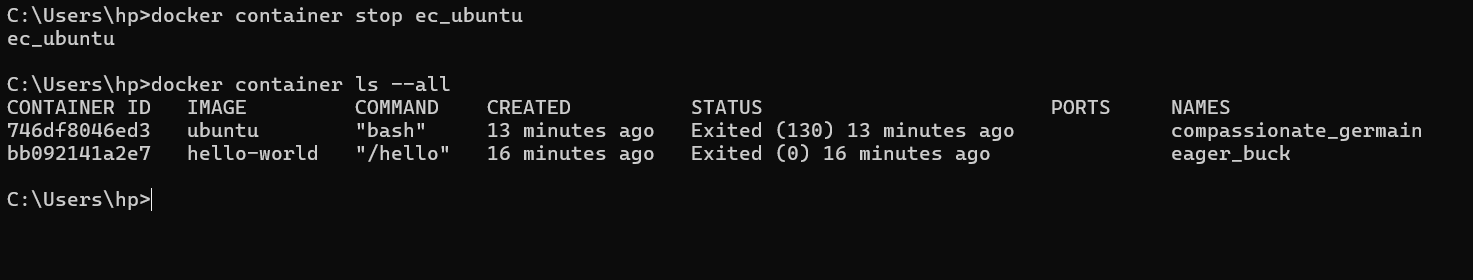 C:\Users\hp>docker container stop ec_ubuntu
ec_ubuntu
C:\Users\hp>docker container ls --all
CONTAINER ID   IMAGE         COMMAND    CREATED          STATUS                        PORTS     NAMES
746df8046ed3   ubuntu        "bash"     13 minutes ago   Exited (130) 13 minutes ago             compassionate_germain
bb092141a2e7   hello-world   "/hello"   16 minutes ago   Exited (0) 16 minutes ago               eager_buck
C:\Users\hp>